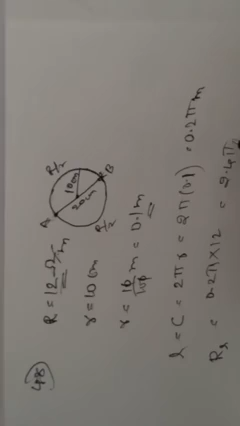 48
R = 12 Ω/m
r = 10 cm
r = 10/100 m = 0.1 m
A
B
R/2
10cm
20cm
R/2
l = C = 2πr = 2π(0.1) = 0.2π m
Rl = 0.2π × 12 = 2.4π